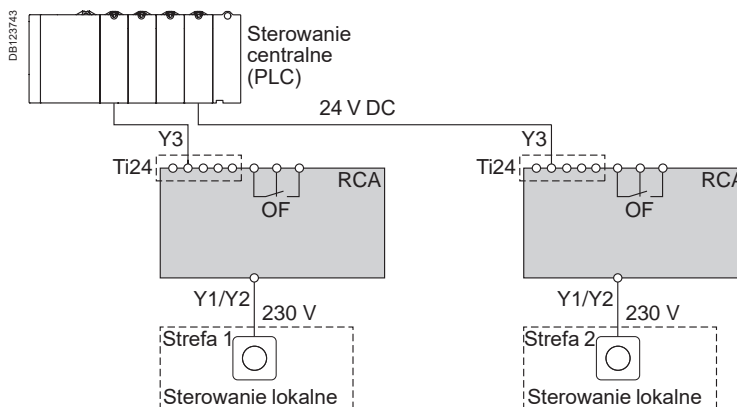 DB123743
Sterowanie
centralne
(PLC)
24 V DC
Y3
Y3
Ti24
RCA
Ti24
RCA
OF
OF
Y1/Y2
230 V
Y1/Y2
230 V
Strefa 1
Strefa 2
Sterowanie lokalne
Sterowanie lokalne